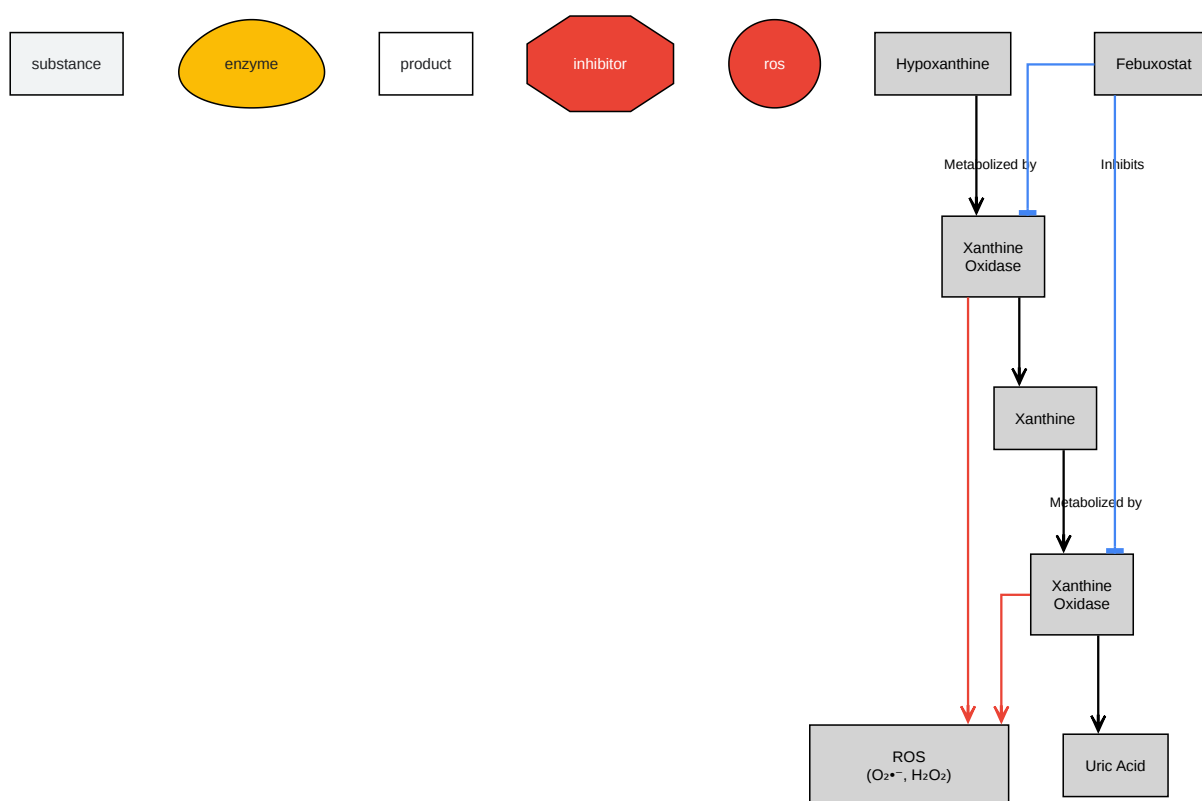 substance
enzyme
product
inhibitor
ros
Hypoxanthine
Febuxostat
Metabolized by
Inhibits
Xanthine
Oxidase
Xanthine
Metabolized by
Xanthine
Oxidase
ROS
(O₂•⁻, H₂O₂)
Uric Acid